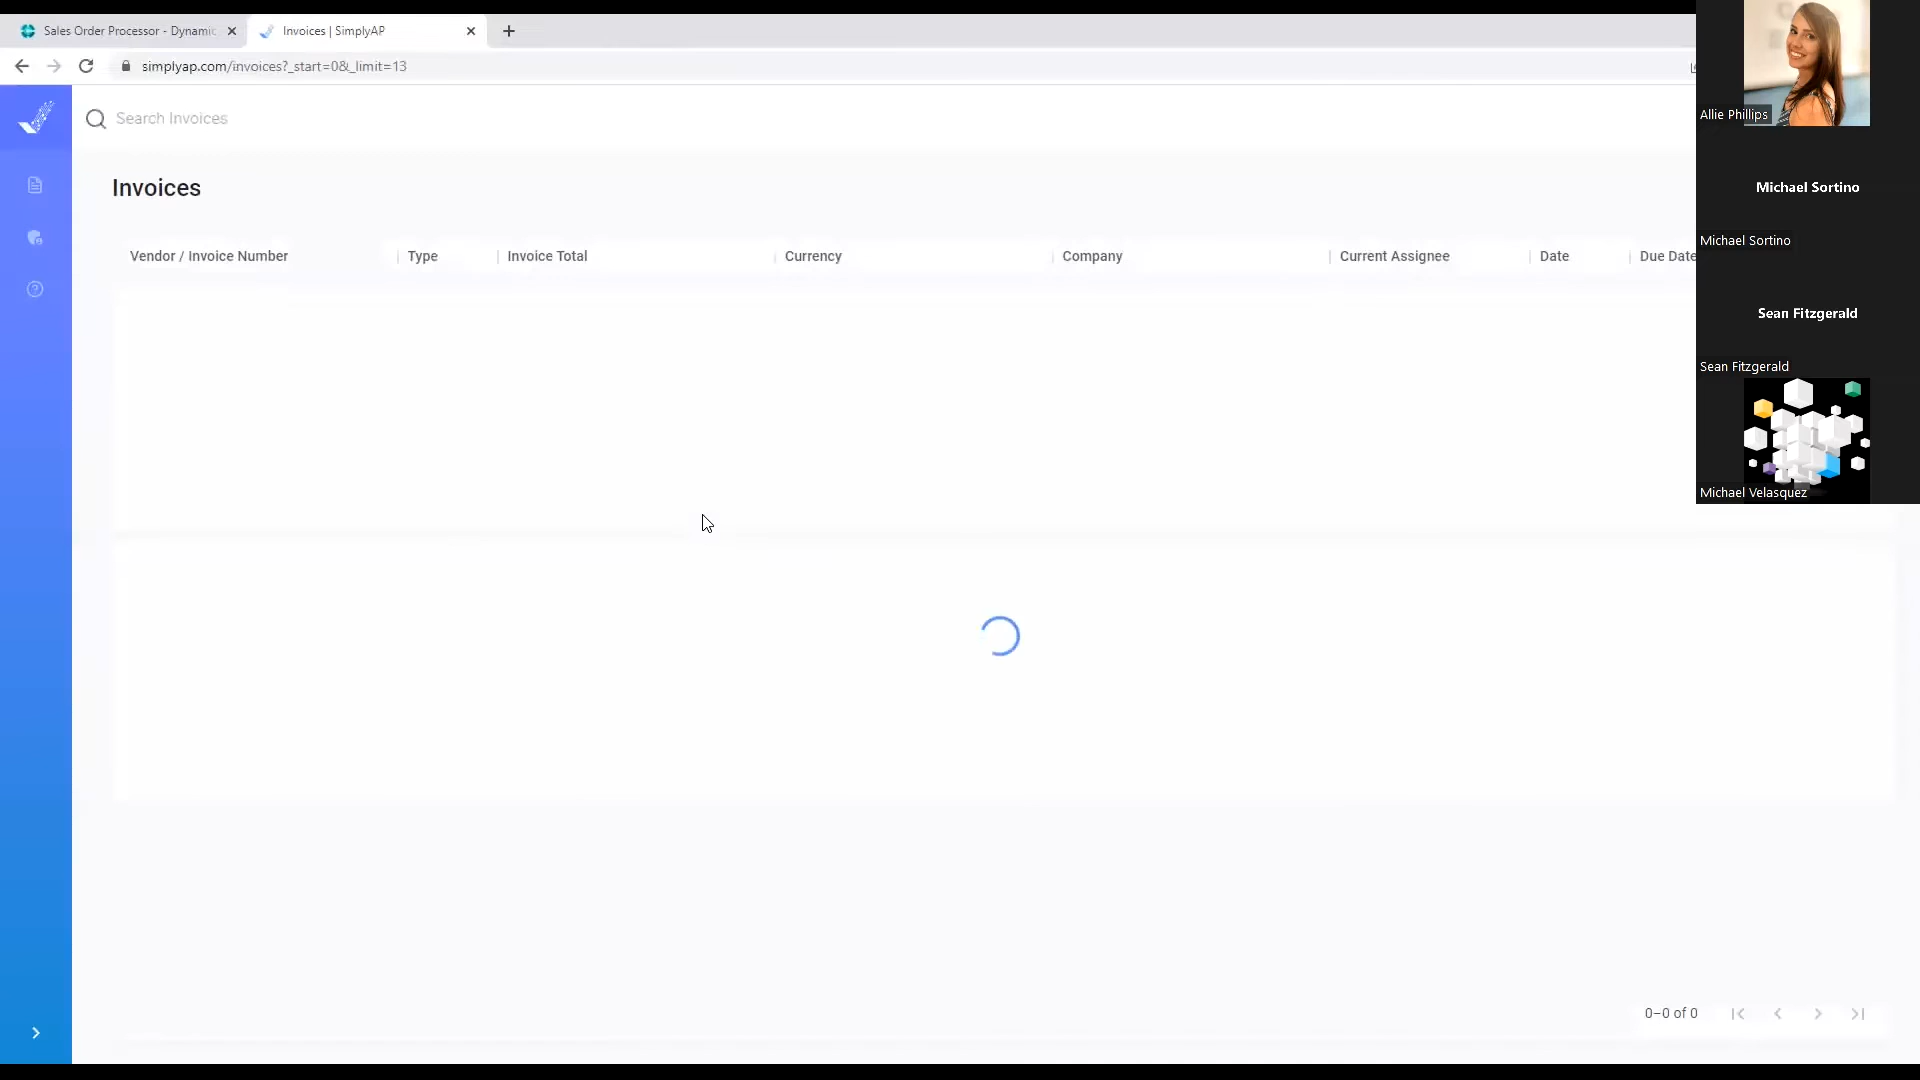 Sales Order Processor - Dynamic
Invoices | SimplyAP
simplyap.com/invoices?_start=0&_limit=13
Search Invoices
Invoices
Vendor / Invoice Number
Type
Invoice Total
Currency
Company
Current Assignee
Date
Due Date
0–0 of 0
Allie Phillips
Michael Sortino
Michael Sortino
Sean Fitzgerald
Sean Fitzgerald
Michael Velasquez